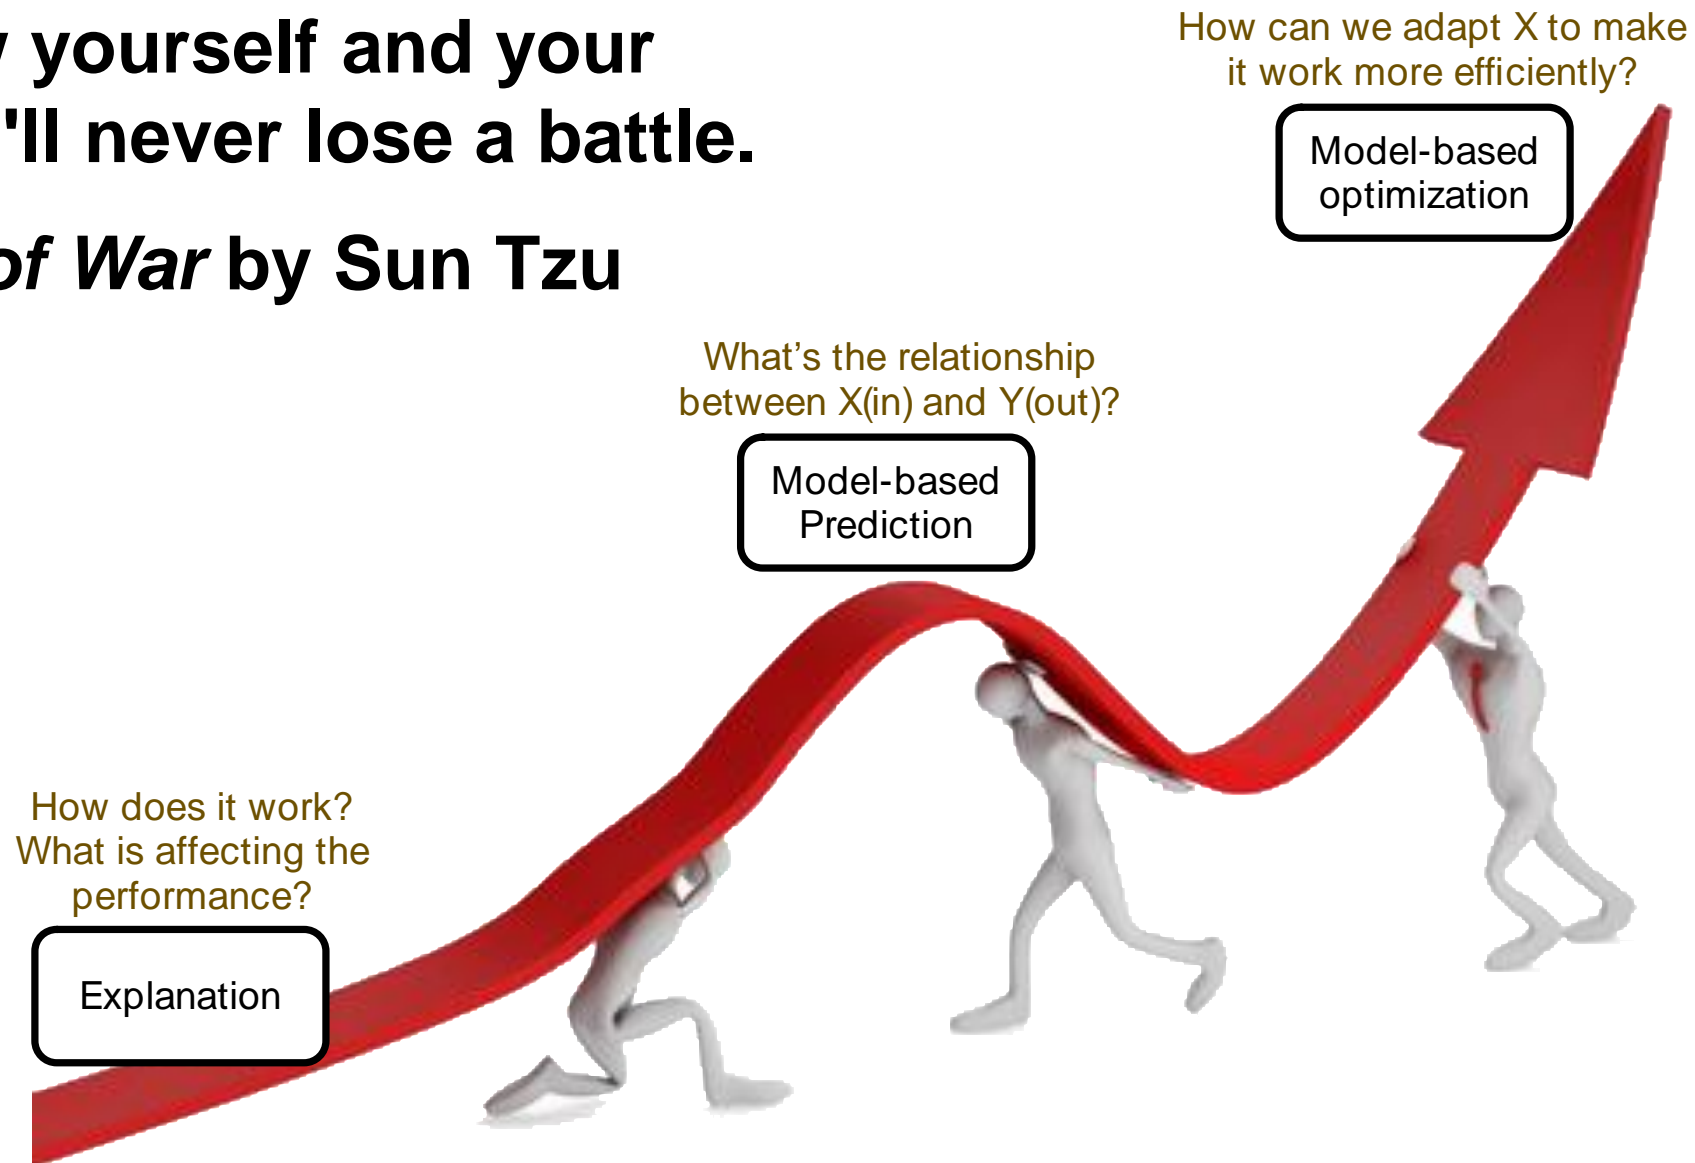 yourself and your
'll never lose a battle.
of War by Sun Tzu
How can we adapt X to make
it work more efficiently?
Model-based
optimization
What’s the relationship
between X(in) and Y(out)?
Model-based
Prediction
How does it work?
What is affecting the
performance?
Explanation